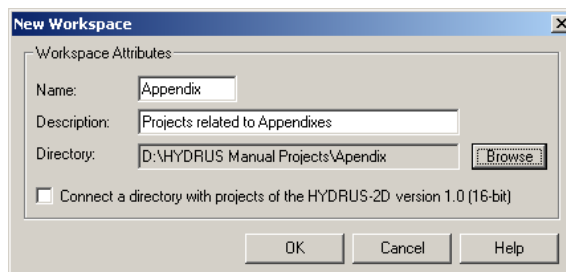 New Workspace
Workspace Attributes
Name: Appendix
Description: Projects related to Appendixes
Directory: D:\HYDRUS Manual Projects\Apendix Browse
Connect a directory with projects of the HYDRUS-2D version 1.0 (16-bit)
OK Cancel Help